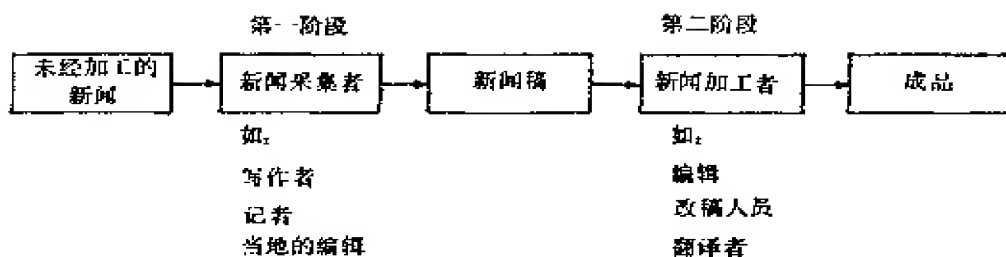 第一阶段
第二阶段
未经加工的
新闻
新闻采集者
新闻稿
新闻加工者
成品
如：
写作者
记者
当地的编辑
如：
编辑
改稿人员
翻译者